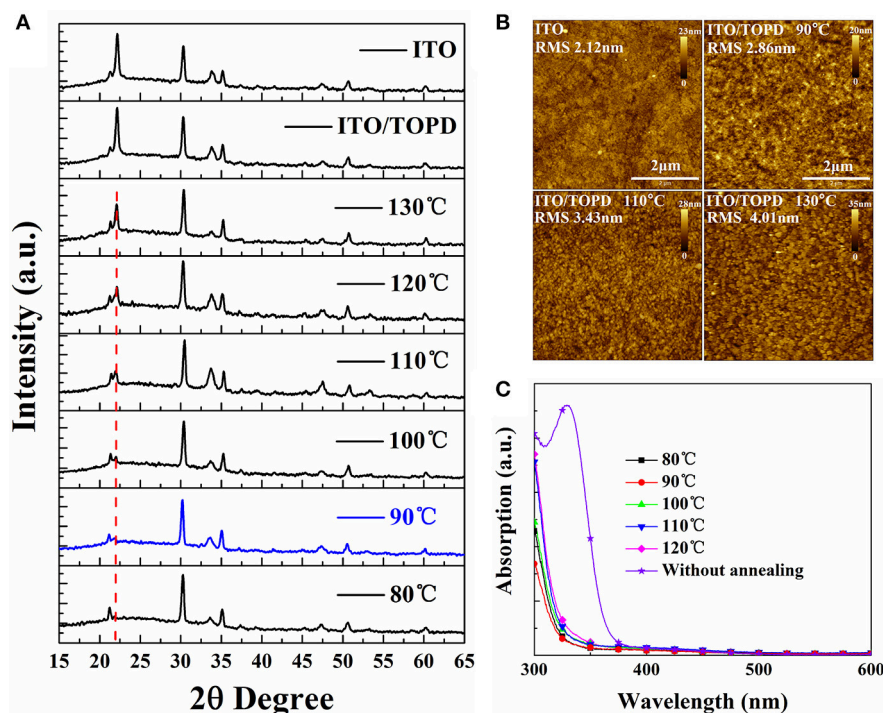 A
ITO
ITO/TOPD
130℃
120℃
110℃
100℃
90℃
80℃
Intensity (a.u.)
15 20 25 30 35 40 45 50 55 60 65
2θ Degree
B
ITO
RMS 2.12nm
23nm
0
2μm
ITO/TOPD 90°C
RMS 2.86nm
20nm
0
2μm
ITO/TOPD 110°C
RMS 3.43nm
28nm
0
ITO/TOPD 130°C
RMS 4.01nm
35nm
0
C
Absorption (a.u.)
80℃
90℃
100℃
110℃
120℃
Without annealing
300 400 500 600
Wavelength (nm)